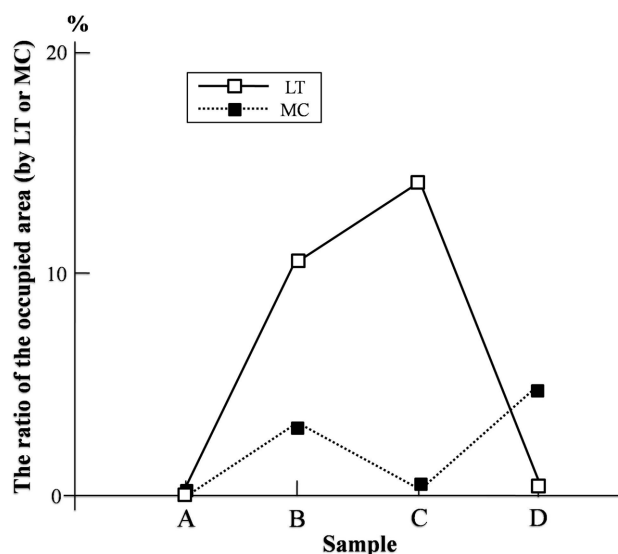 %
20
10
0
The ratio of the occupied area (by LT or MC)
LT
MC
A B C D
Sample